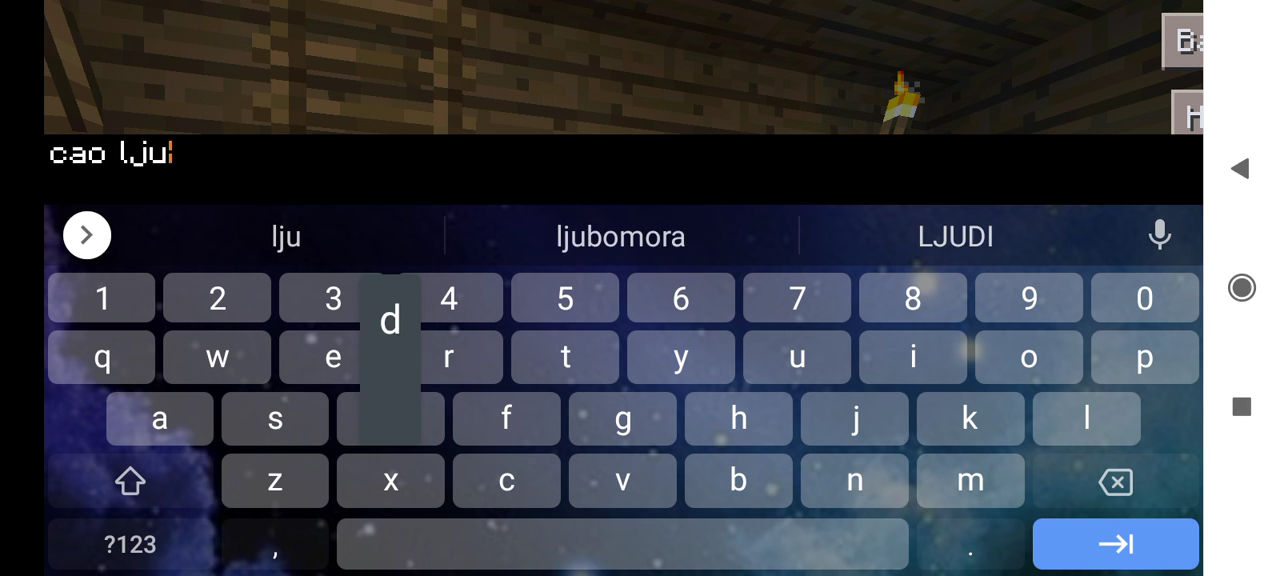 cao lju
lju ljubomora LJUDI
1 2 3 4 5 6 7 8 9 0
d
q w e r t y u i o p
a s f g h j k l
z x c v b n m
?123 , .